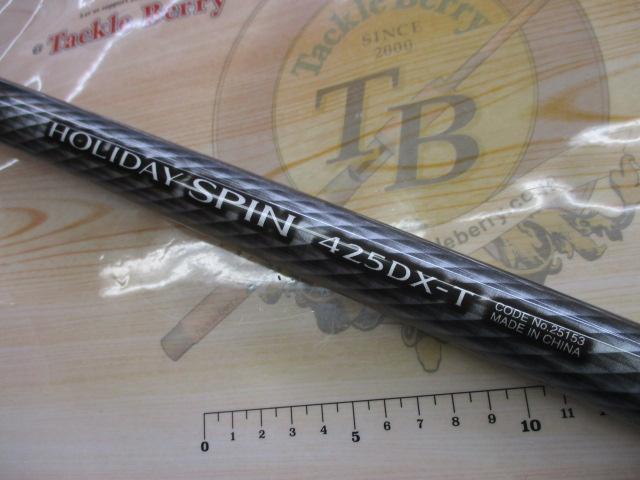 Tackle Berry
Tackle Berry
SINCE
2000
TB
HOLIDAY SPIN 425DX-T
CODE No.25153
MADE IN CHINA
0 1 2 3 4 5 6 7 8 9 10 11